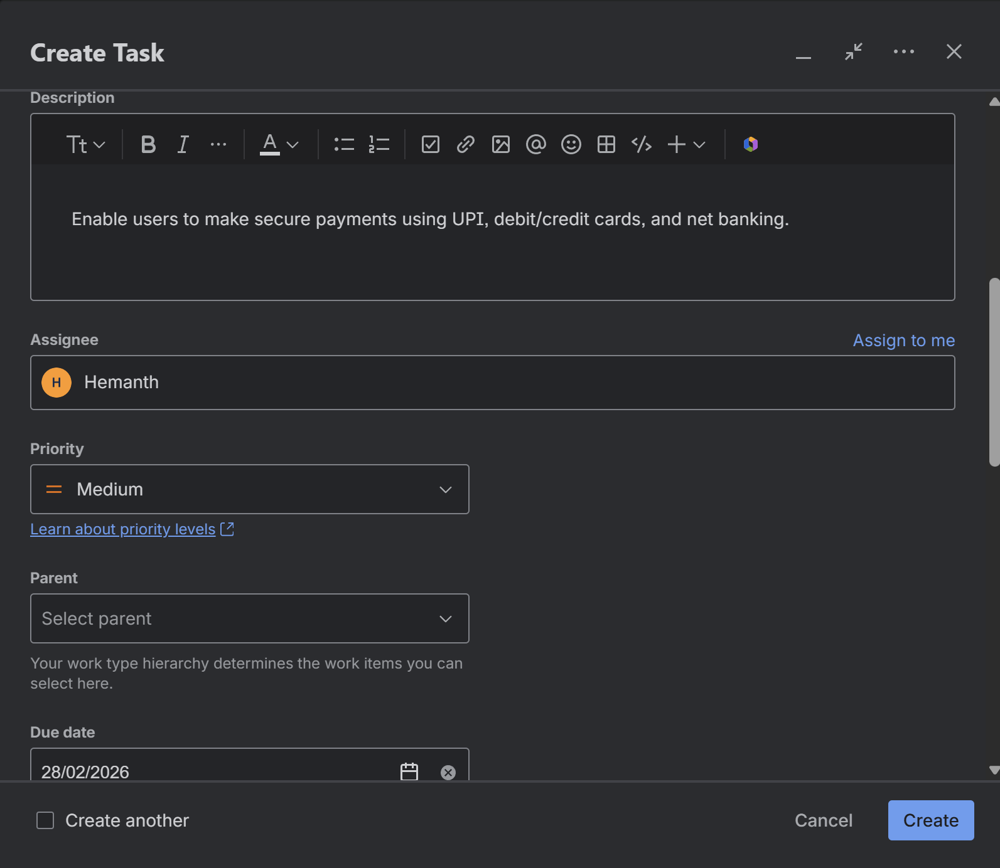 Create Task
Description
Tt
B I ... A
Enable users to make secure payments using UPI, debit/credit cards, and net banking.
Assignee
Assign to me
H Hemanth
Priority
Medium
Learn about priority levels
Parent
Select parent
Your work type hierarchy determines the work items you can
select here.
Due date
28/02/2026
Create another
Cancel
Create